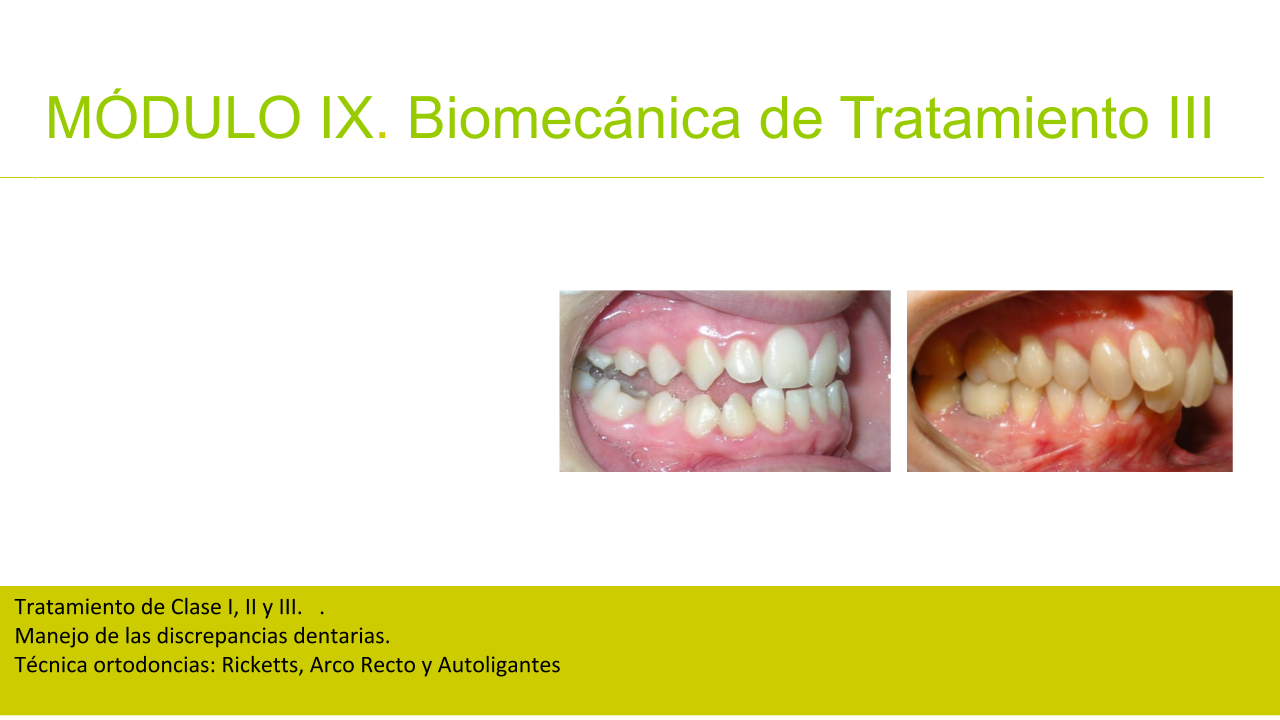 MÓDULO IX. Biomecánica de Tratamiento III
Tratamiento de Clase I, II y III.   .
Manejo de las discrepancias dentarias.
Técnica ortodoncias: Ricketts, Arco Recto y Autoligantes